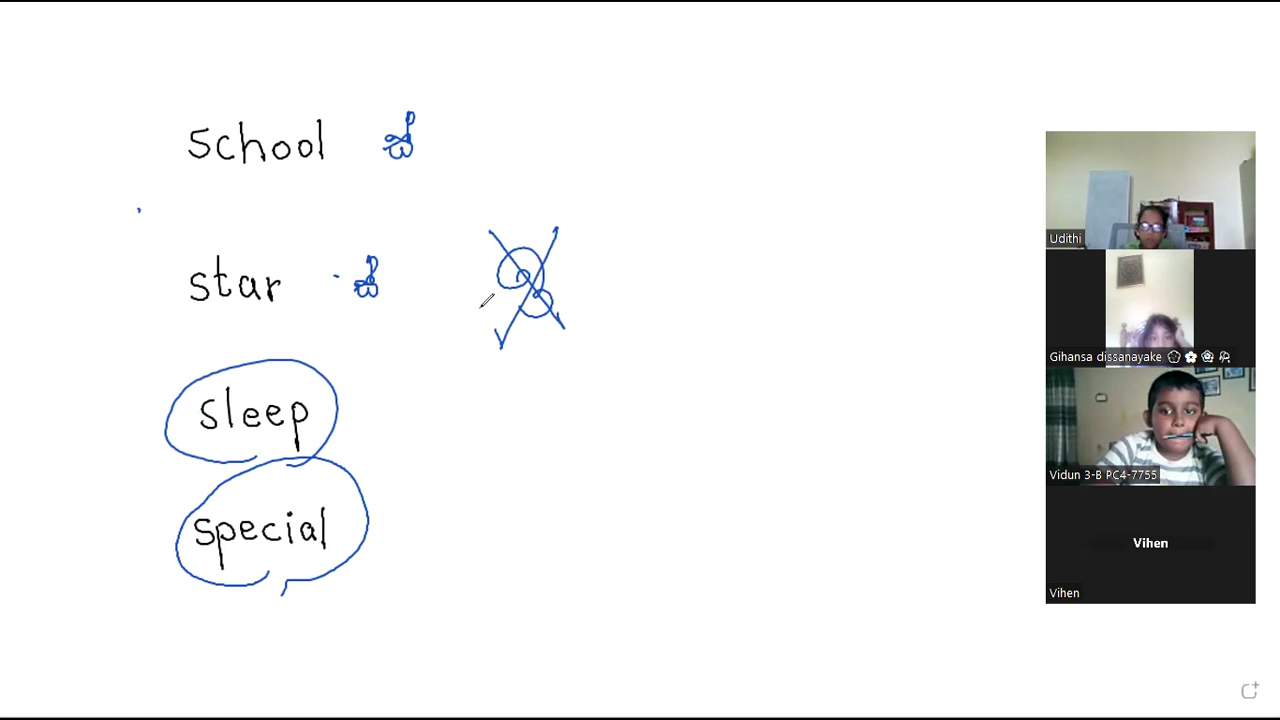 School ස්
star ස් ඉ
sleep
special
Udithi
Gihansa dissanayake
Vidun 3-B PC4-7755
Vihen
Vihen